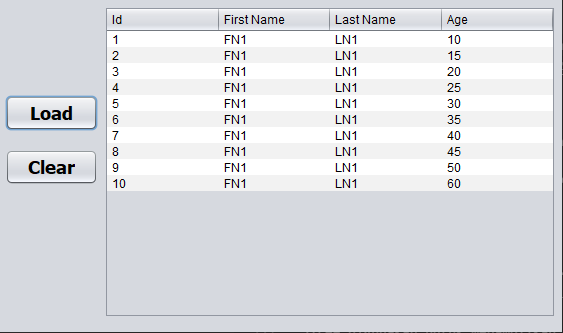 Id First Name Last Name Age
1 FN1 LN1 10
2 FN1 LN1 15
3 FN1 LN1 20
4 FN1 LN1 25
5 FN1 LN1 30
6 FN1 LN1 35
7 FN1 LN1 40
8 FN1 LN1 45
9 FN1 LN1 50
10 FN1 LN1 60
Load
Clear